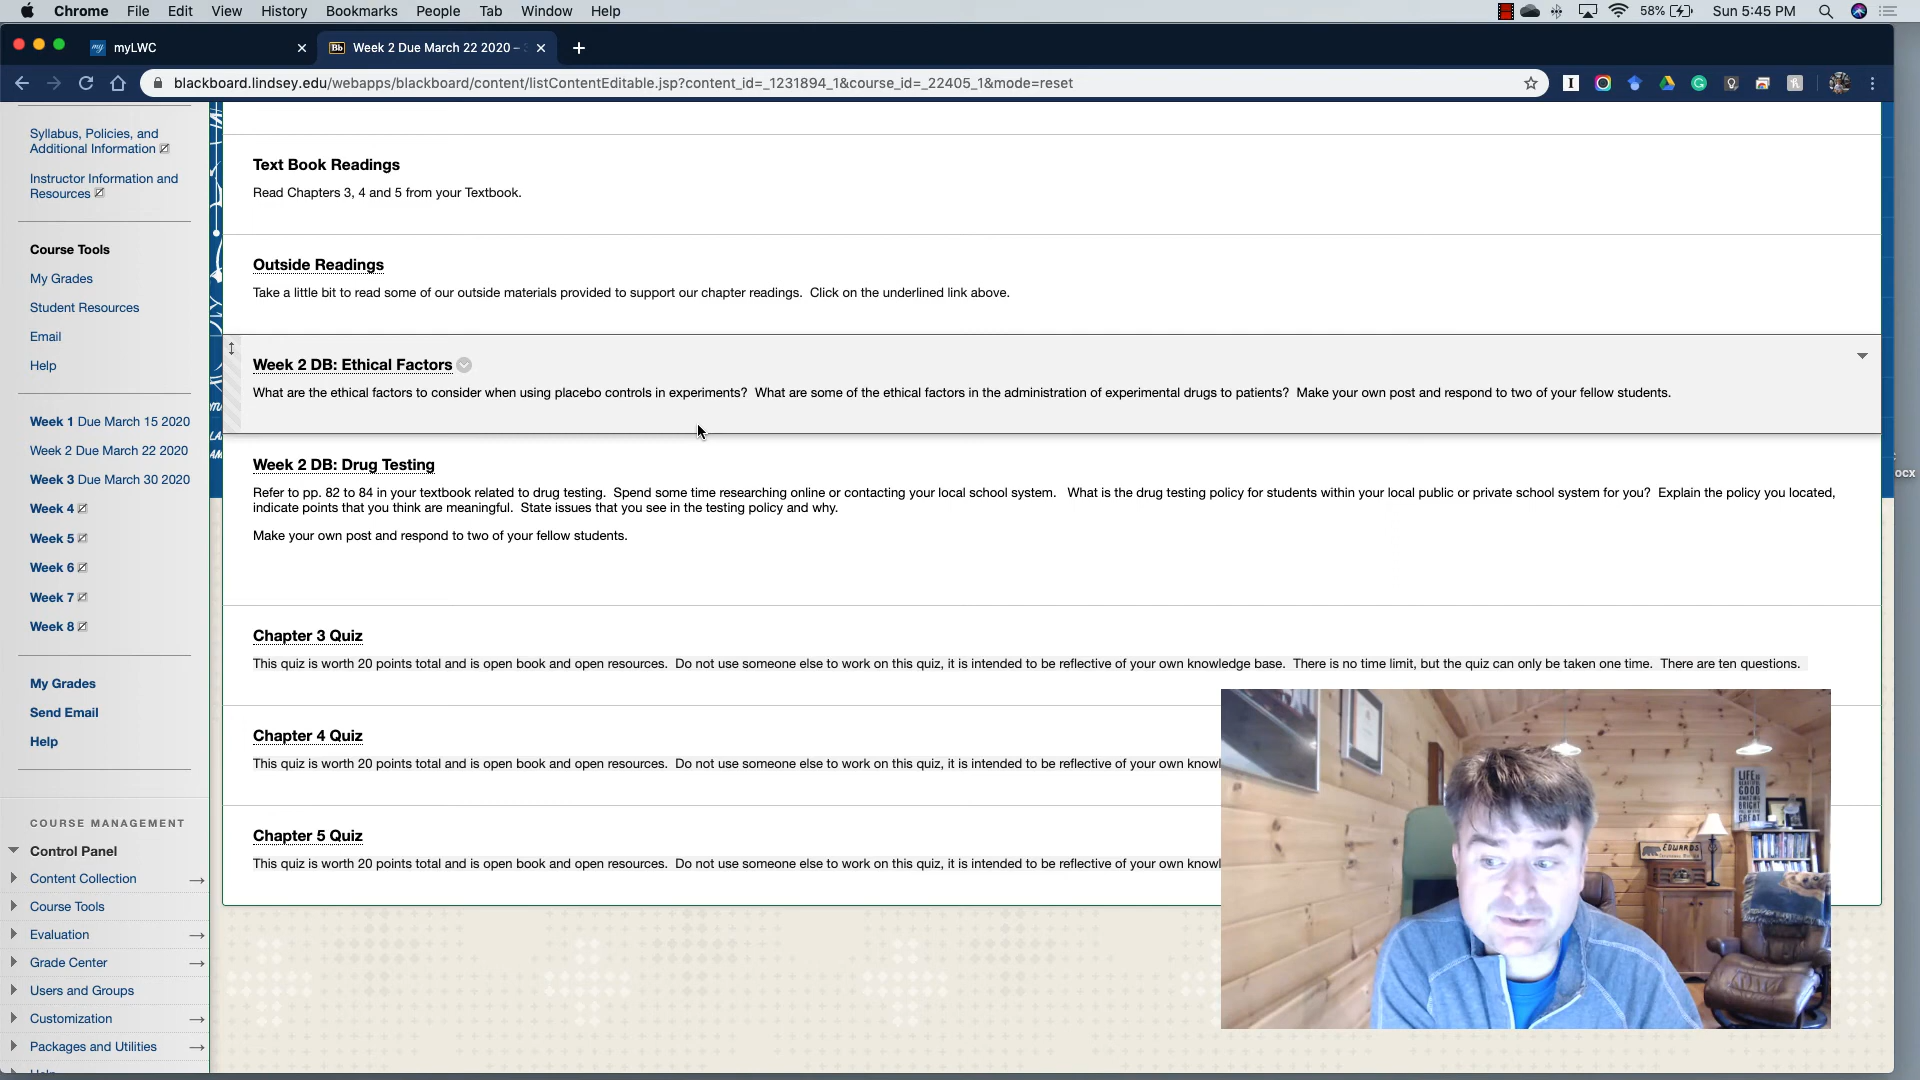 Chrome File Edit View History Bookmarks People Tab Window Help
58% Sun 5:45 PM
my myLWC
Bb Week 2 Due March 22 2020 –
blackboard.lindsey.edu/webapps/blackboard/content/listContentEditable.jsp?content_id=_1231894_1&course_id=_22405_1&mode=reset
Syllabus, Policies, and
Additional Information
Instructor Information and
Resources
Course Tools
My Grades
Student Resources
Email
Help
Week 1 Due March 15 2020
Week 2 Due March 22 2020
Week 3 Due March 30 2020
Week 4
Week 5
Week 6
Week 7
Week 8
My Grades
Send Email
Help
COURSE MANAGEMENT
Control Panel
Content Collection
Course Tools
Evaluation
Grade Center
Users and Groups
Customization
Packages and Utilities
Text Book Readings
Read Chapters 3, 4 and 5 from your Textbook.
Outside Readings
Take a little bit to read some of our outside materials provided to support our chapter readings. Click on the underlined link above.
Week 2 DB: Ethical Factors
What are the ethical factors to consider when using placebo controls in experiments? What are some of the ethical factors in the administration of experimental drugs to patients? Make your own post and respond to two of your fellow students.
Week 2 DB: Drug Testing
Refer to pp. 82 to 84 in your textbook related to drug testing. Spend some time researching online or contacting your local school system. What is the drug testing policy for students within your local public or private school system for you? Explain the policy you located,
indicate points that you think are meaningful. State issues that you see in the testing policy and why.
Make your own post and respond to two of your fellow students.
Chapter 3 Quiz
This quiz is worth 20 points total and is open book and open resources. Do not use someone else to work on this quiz, it is intended to be reflective of your own knowledge base. There is no time limit, but the quiz can only be taken one time. There are ten questions.
Chapter 4 Quiz
This quiz is worth 20 points total and is open book and open resources. Do not use someone else to work on this quiz, it is intended to be reflective of your own knowl
Chapter 5 Quiz
This quiz is worth 20 points total and is open book and open resources. Do not use someone else to work on this quiz, it is intended to be reflective of your own knowl
ocx
LIFE
GOOD
AMAZING
BRIGHT
GREAT
EDWARDS